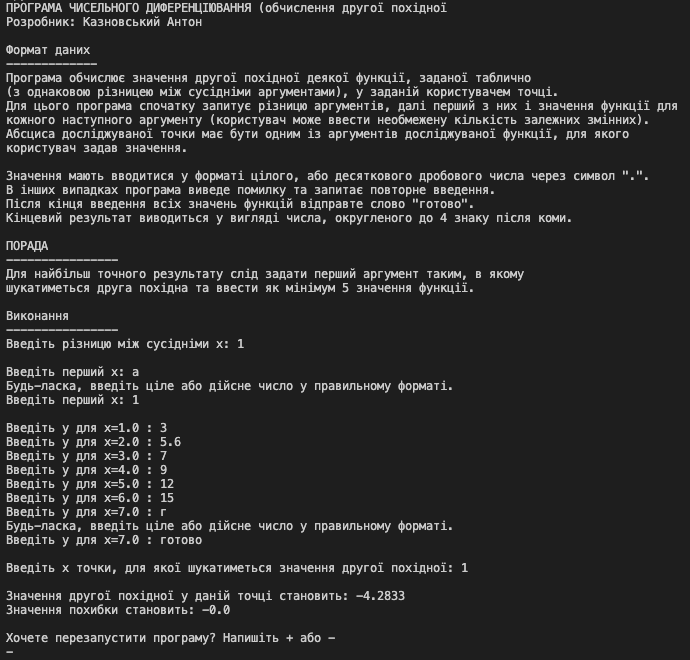 ПРОГРАМА ЧИСЕЛЬНОГО ДИФЕРЕНЦІЮВАННЯ (обчислення другої похідної
Розробник: Казновський Антон
Формат даних
-------------
Програма обчислює значення другої похідної деякої функції, заданої таблично
(з однаковою різницею між сусідніми аргументами), у заданій користувачем точці.
Для цього програма спочатку запитує різницю аргументів, далі перший з них і значення функції для
кожного наступного аргументу (користувач може ввести необмежену кількість залежних змінних).
Абсциса досліджуваної точки має бути одним із аргументів досліджуваної функції, для якого
користувач задав значення.
Значення мають вводитися у форматі цілого, або десяткового дробового числа через символ ".".
В інших випадках програма виведе помилку та запитає повторне введення.
Після кінця введення всіх значень функцій відправте слово "готово".
Кінцевий результат виводиться у вигляді числа, округленого до 4 знаку після коми.
ПОРАДА
----------------
Для найбільш точного результату слід задати перший аргумент таким, в якому
шукатиметься друга похідна та ввести як мінімум 5 значення функції.
Виконання
----------------
Введіть різницю між сусідніми x: 1
Введіть перший x: а
Будь-ласка, введіть ціле або дійсне число у правильному форматі.
Введіть перший x: 1
Введіть y для x=1.0 : 3
Введіть y для x=2.0 : 5.6
Введіть y для x=3.0 : 7
Введіть y для x=4.0 : 9
Введіть y для x=5.0 : 12
Введіть y для x=6.0 : 15
Введіть y для x=7.0 : г
Будь-ласка, введіть ціле або дійсне число у правильному форматі.
Введіть y для x=7.0 : готово
Введіть x точки, для якої шукатиметься значення другої похідної: 1
Значення другої похідної у даній точці становить: -4.2833
Значення похибки становить: -0.0
Хочете перезапустити програму? Напишіть + або -
-